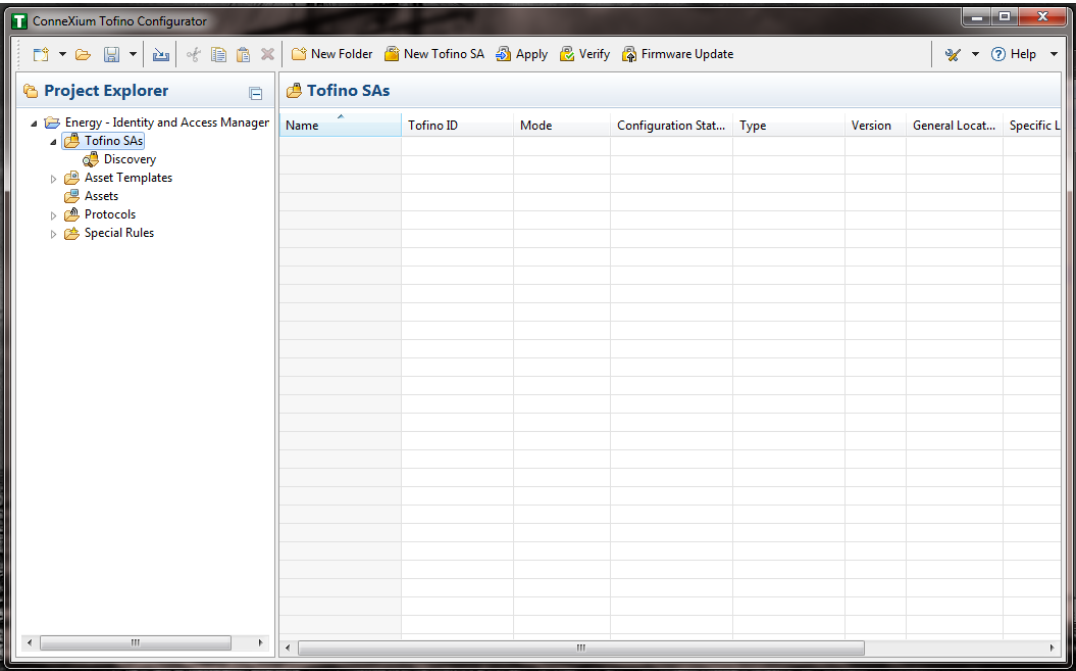 ConneXium Tofino Configurator
New Folder New Tofino SA Apply Verify Firmware Update Help
Project Explorer
Tofino SAs
Energy - Identity and Access Manager
Tofino SAs
Discovery
Asset Templates
Assets
Protocols
Special Rules
Name Tofino ID Mode Configuration Stat... Type Version General Locat... Specific L